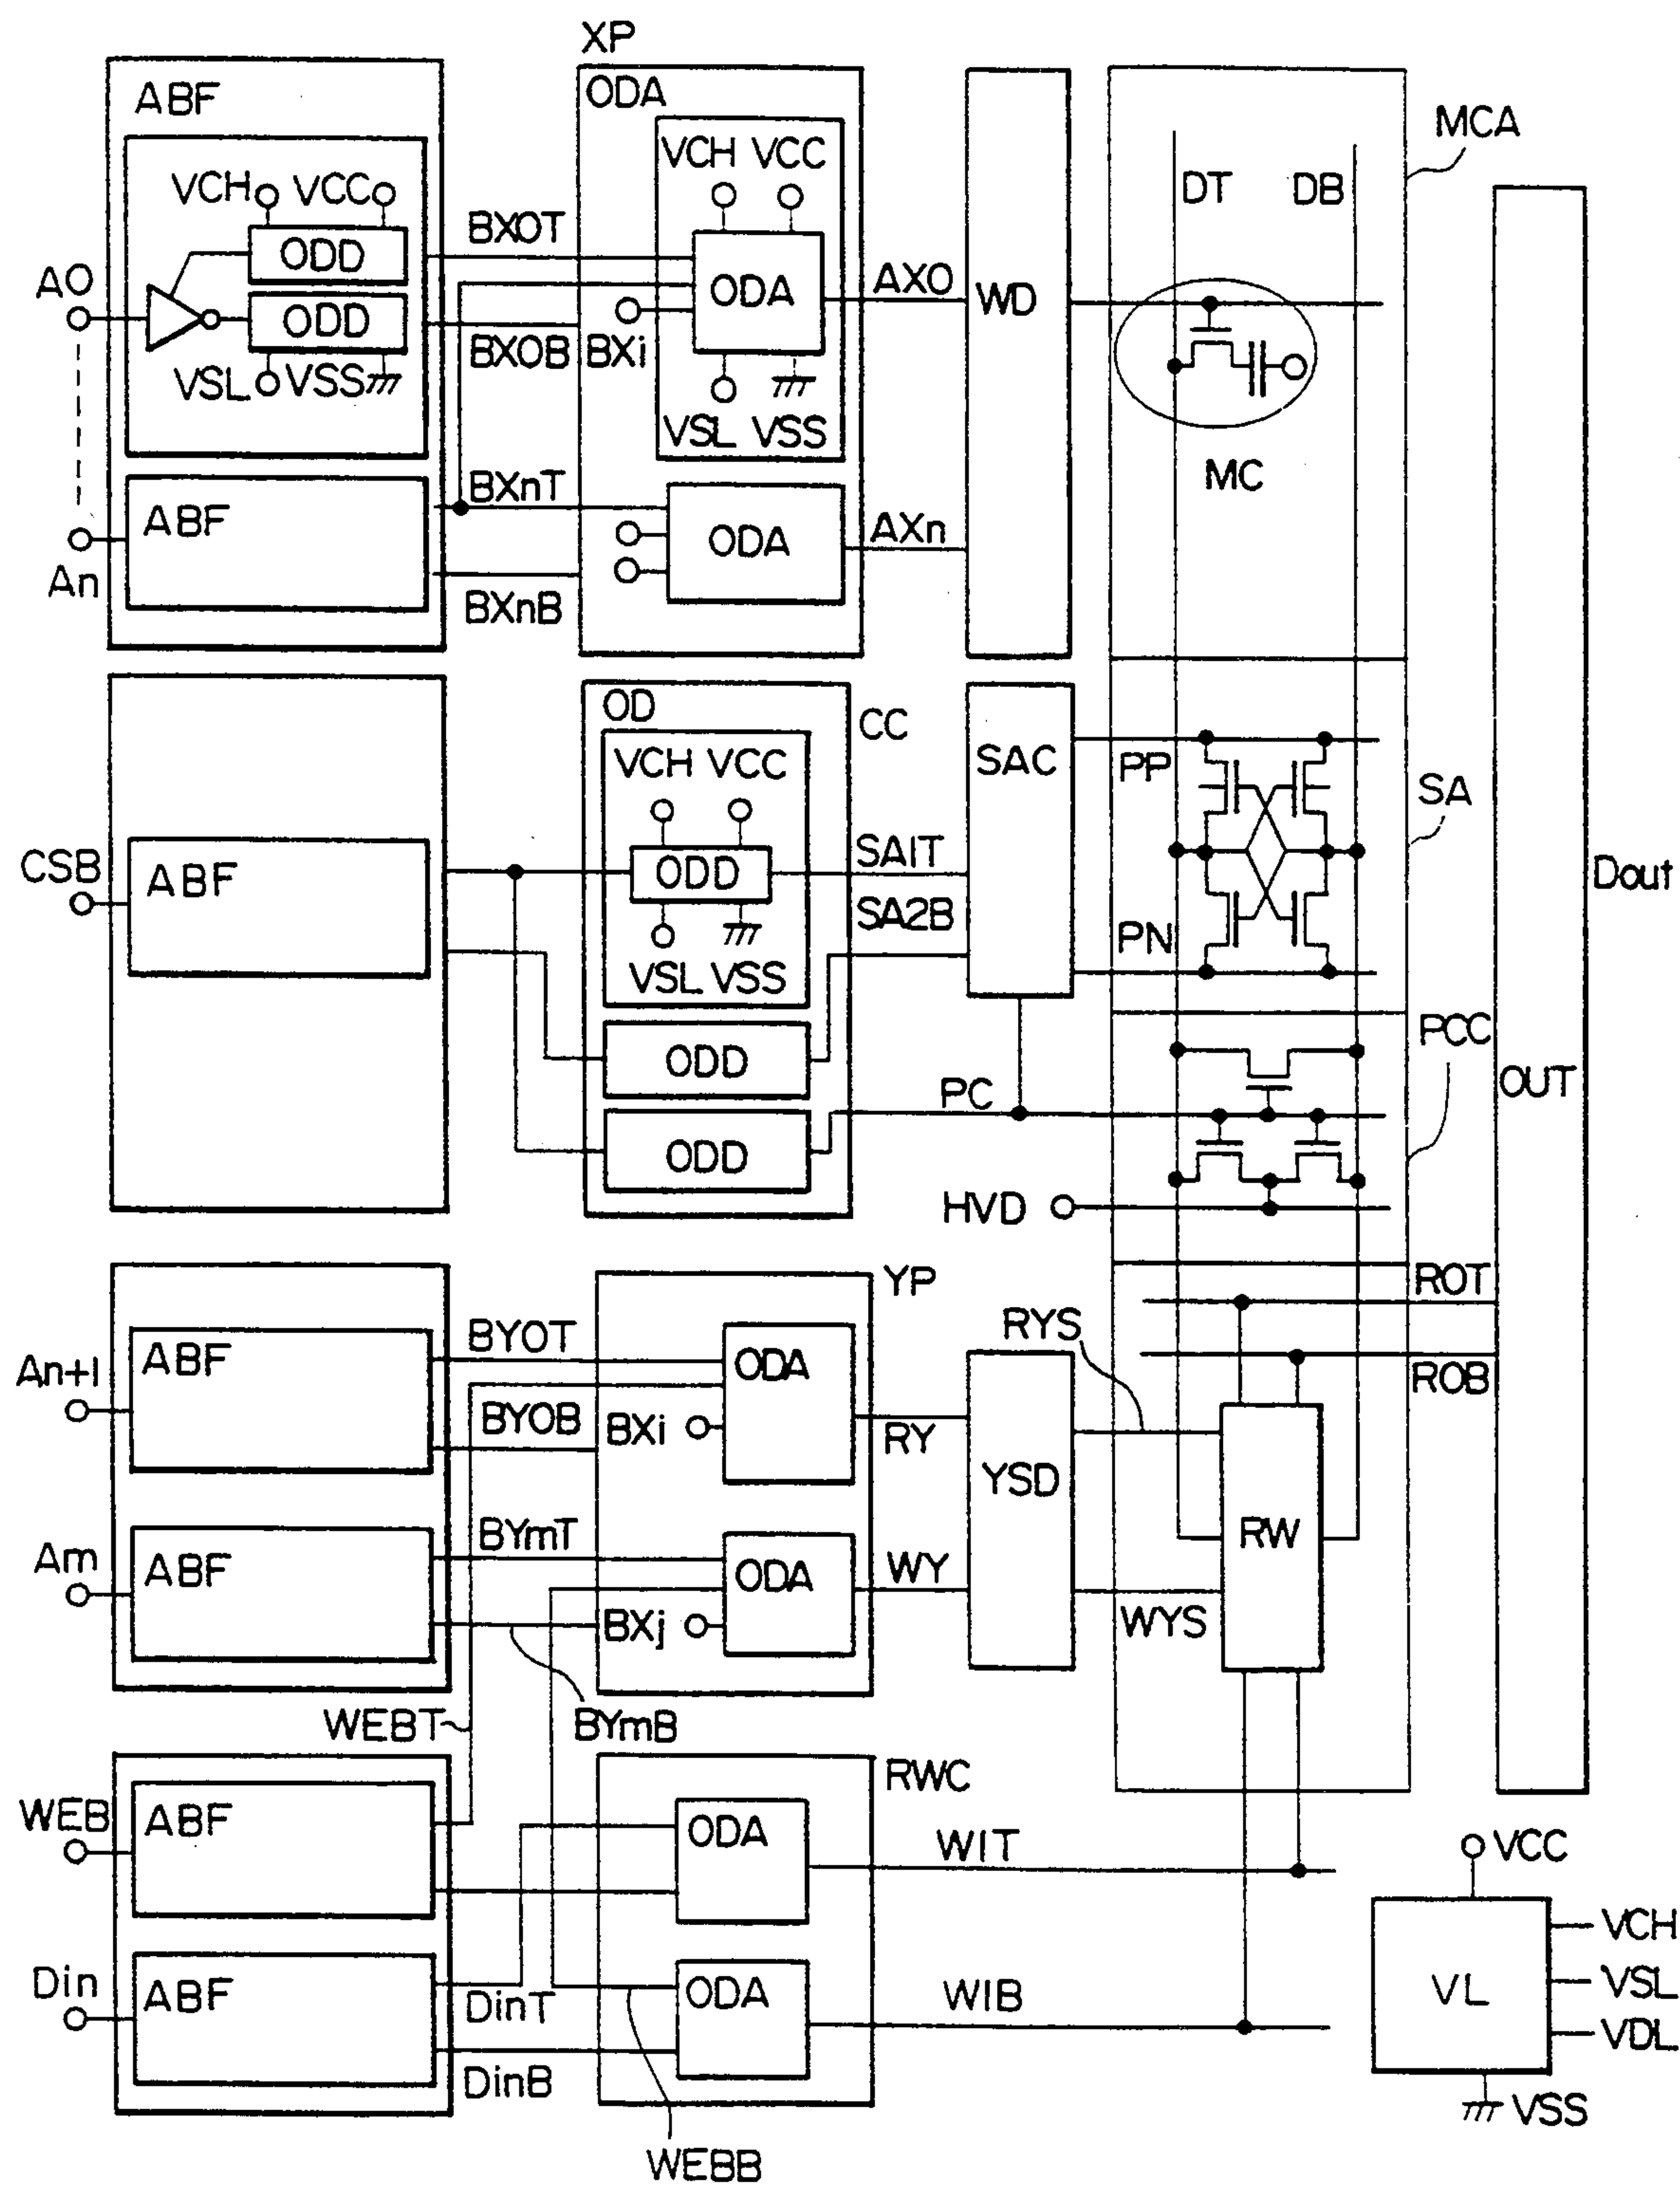 XP
ABF
ODA
VCH VCC
ODD
ODD
VSL VSS
A0
An
ABF
BX0T
BX0B
BXi
BXnT
BXnB
VCH VCC
ODA
VSL VSS
ODA
AX0
AXn
WD
DT DB
MCA
MC
CSB
ABF
OD
CC
VCH VCC
ODD
VSL VSS
ODD
ODD
SA1T
SA2B
SAC
PP
PN
SA
PC
PCC
HVD
Dout
OUT
An+1
ABF
Am
ABF
BY0T
BY0B
BYmT
BYmB
YP
ODA
BXi
ODA
BXj
RY
WY
YSD
RYS
WYS
RW
R0T
R0B
WEBT
WEB
ABF
Din
ABF
DinT
DinB
RWC
ODA
ODA
WEBB
WIT
WIB
VCC
VL
VCH
VSL
VDL
VSS